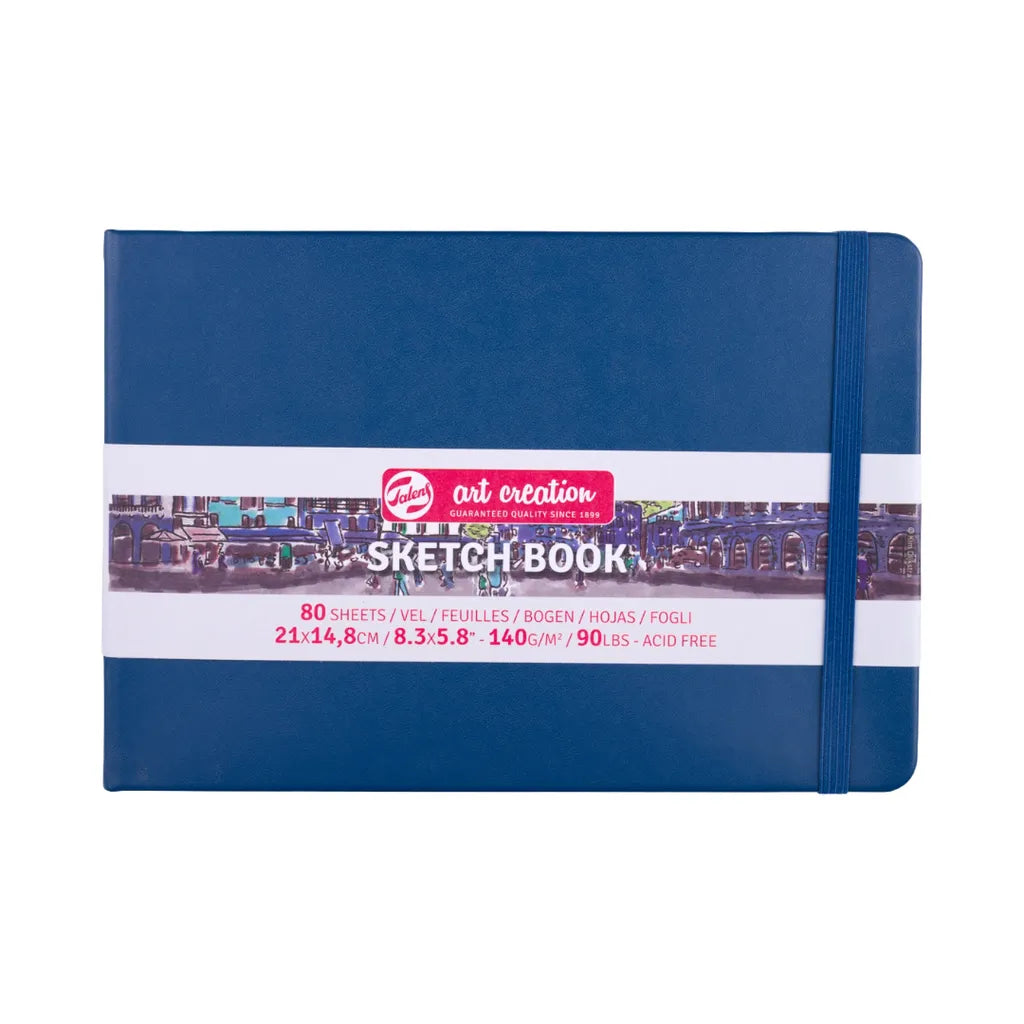 Talens
art creation
GUARANTEED QUALITY SINCE 1899
SKETCH BOOK
80 SHEETS / VEL / FEUILLES / BOGEN / HOJAS / FOGLI
21X14,8CM / 8.3X5.8” - 140G/M² / 90LBS - ACID FREE